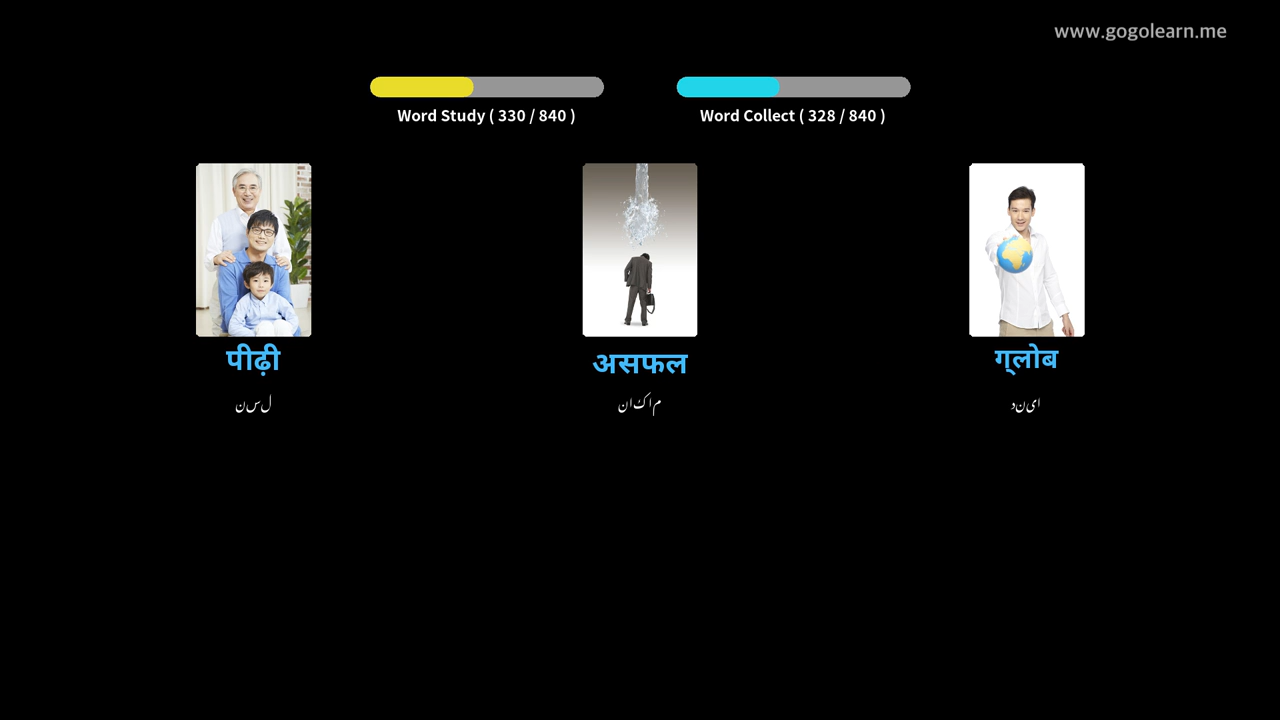 www.gogolearn.me
Word Study ( 330 / 840 )
Word Collect ( 328 / 840 )
पीढ़ी
असफल
ग्लोब
نسل
ناکام
دنیا